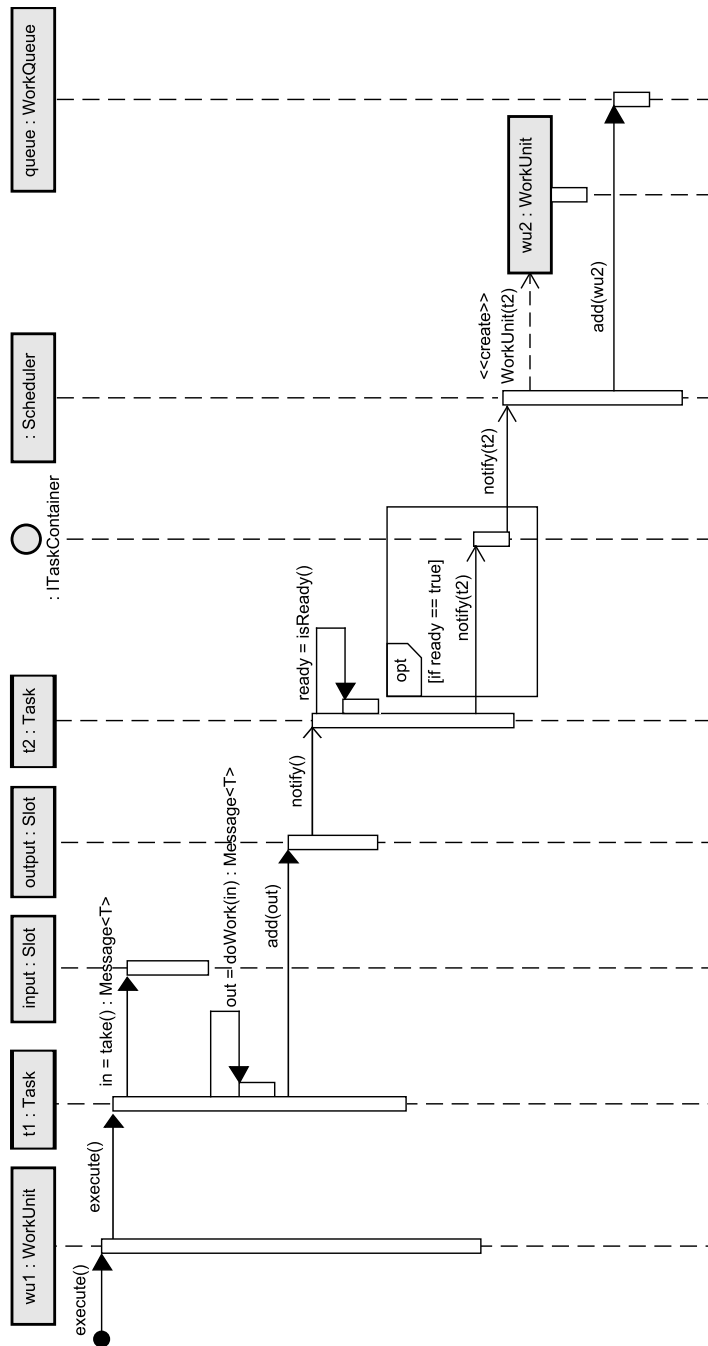 wu1 : WorkUnit
t1 : Task
input : Slot
output : Slot
t2 : Task
: ITaskContainer
: Scheduler
queue : WorkQueue
execute()
execute()
in = take() : Message<T>
out = doWork(in) : Message<T>
add(out)
notify()
ready = isReady()
opt
[if ready == true]
notify(t2)
notify(t2)
<<create>>
WorkUnit(t2)
wu2 : WorkUnit
add(wu2)